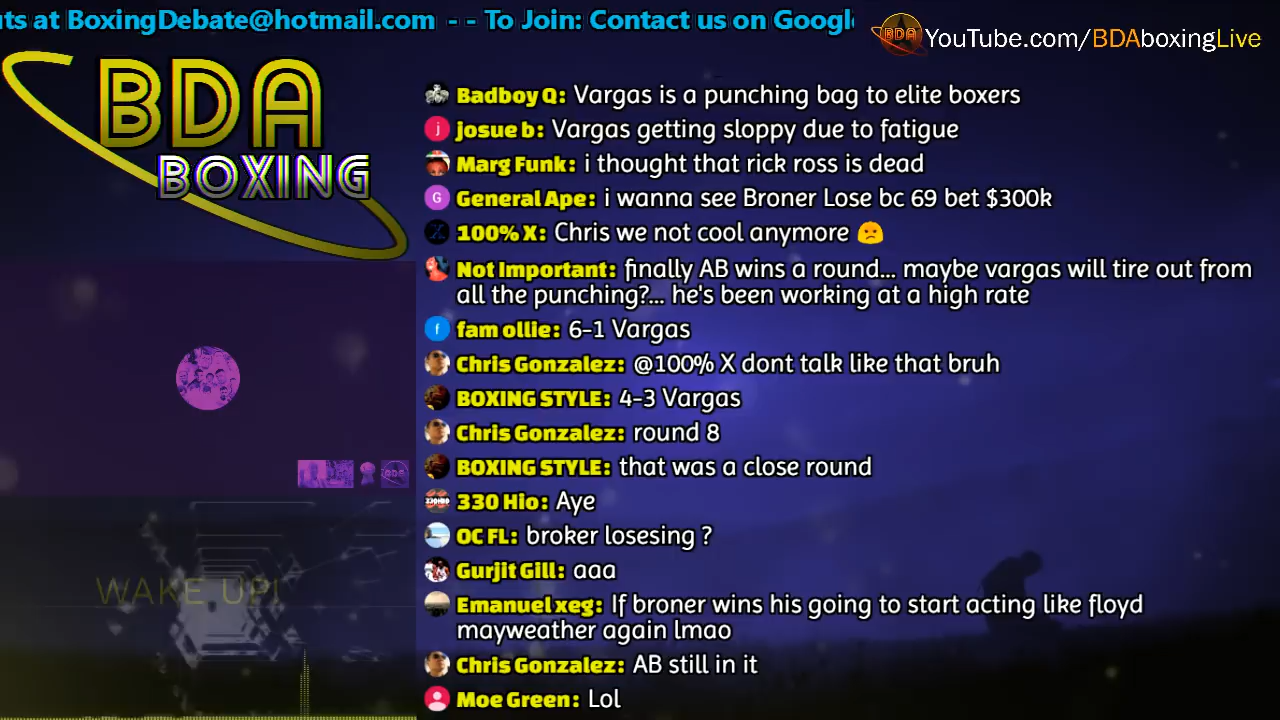 ts at BoxingDebate@hotmail.com - - To Join: Contact us on Googl
BDA
YouTube.com/BDAboxingLive
BDA
BOXING
Badboy Q: Vargas is a punching bag to elite boxers
josue b: Vargas getting sloppy due to fatigue
Marg Funk: i thought that rick ross is dead
General Ape: i wanna see Broner Lose bc 69 bet $300k
100% X: Chris we not cool anymore 🙁
Not Important: finally AB wins a round... maybe vargas will tire out from
all the punching?... he's been working at a high rate
fam ollie: 6-1 Vargas
Chris Gonzalez: @100% X dont talk like that bruh
BOXING STYLE: 4-3 Vargas
Chris Gonzalez: round 8
BOXING STYLE: that was a close round
330 Hio: Aye
OC FL: broker losesing ?
Gurjit Gill: aaa
Emanuel xeg: If broner wins his going to start acting like floyd
mayweather again lmao
Chris Gonzalez: AB still in it
Moe Green: Lol
WAKE UP!